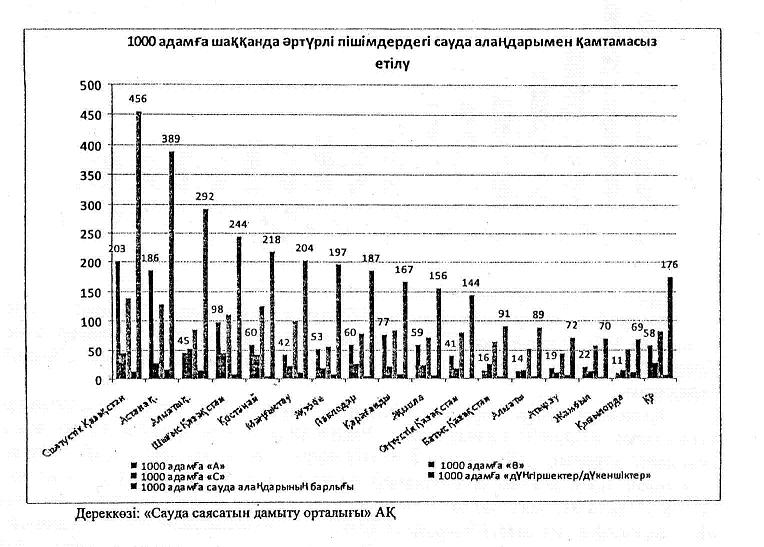 1000 адамға шаққанда әртүрлі пішімдердегі сауда алаңдарымен қамтамасыз
етілу
500
450
400
350
300
250
200
150
100
50
0
203 456
186 389
45 292
98 244
60 218
42 204
53 197
60 187
77 167
59 156
41 144
16 91
14 89
19 72
22 70
11 69
58 176
Солтүстік Қазақстан
Астана қ.
Алматы қ.
Шығыс Қазақстан
Қостанай
Маңғыстау
Ақтөбе
Павлодар
Қарағанды
Ақмола
Оңтүстік Қазақстан
Батыс Қазақстан
Алматы
Атырау
Жамбыл
Қызылорда
ҚР
1000 адамға «А»
1000 адамға «В»
1000 адамға «С»
1000 адамға «дүңгіршектер/дүкеншіктер»
1000 адамға сауда алаңдарының барлығы
Дереккөзі: «Сауда саясатын дамыту орталығы» АҚ